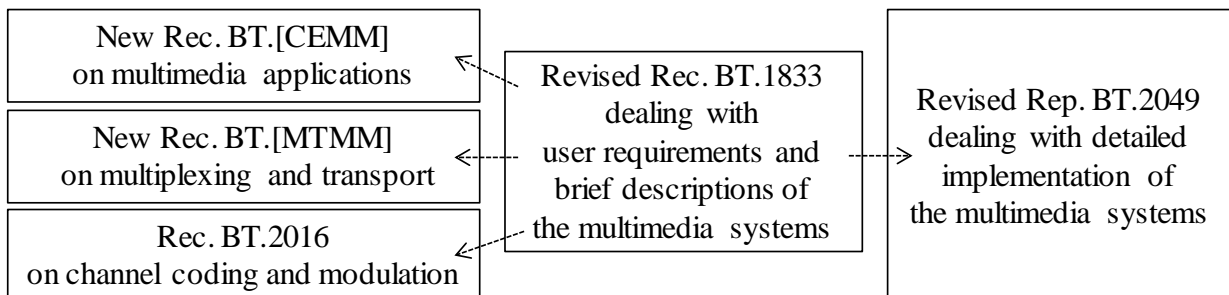 New Rec. BT.[CEMM]
on multimedia applications
New Rec. BT.[MTMM]
on multiplexing and transport
Rec. BT.2016
on channel coding and modulation
Revised Rec. BT.1833
dealing with
user requirements and
brief descriptions of
the multimedia systems
Revised Rep. BT.2049
dealing with detailed
implementation of
the multimedia systems